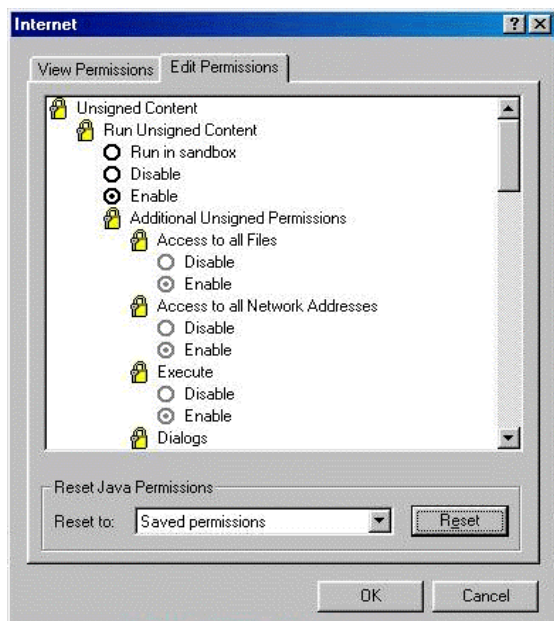 Internet
View Permissions Edit Permissions
Unsigned Content
Run Unsigned Content
Run in sandbox
Disable
Enable
Additional Unsigned Permissions
Access to all Files
Disable
Enable
Access to all Network Addresses
Disable
Enable
Execute
Disable
Enable
Dialogs
Reset Java Permissions
Reset to: Saved permissions Reset
OK Cancel